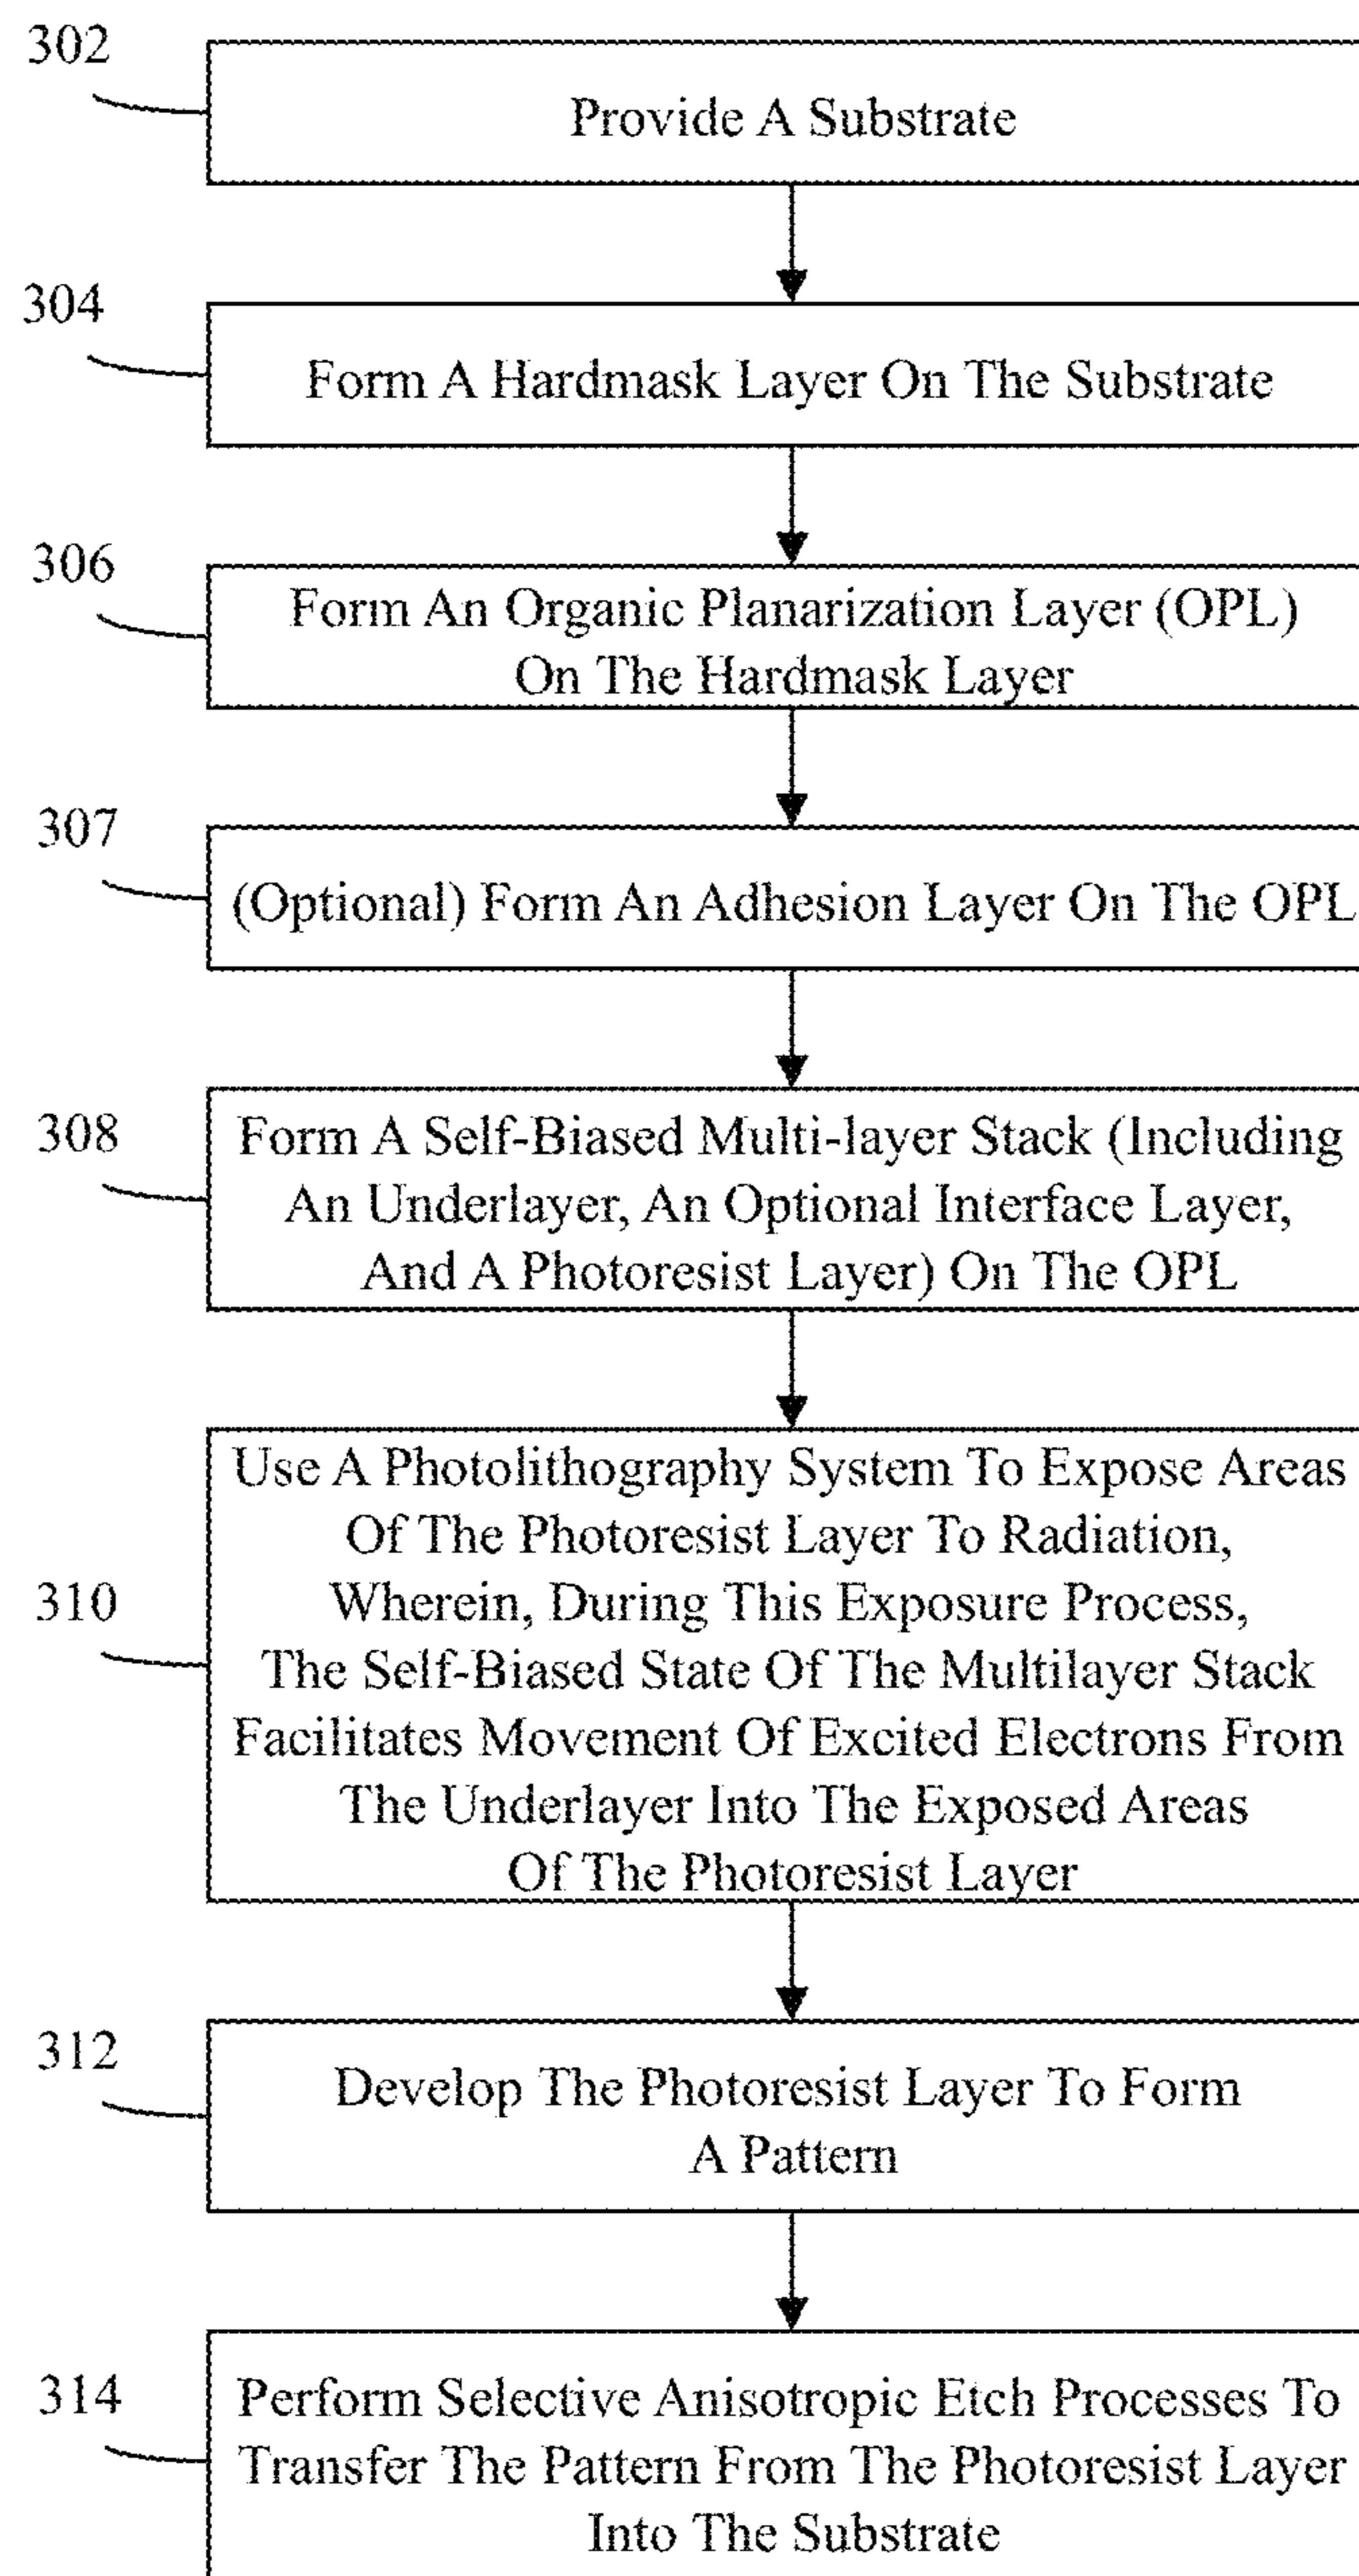 302
Provide A Substrate
304
Form A Hardmask Layer On The Substrate
306
Form An Organic Planarization Layer (OPL)
On The Hardmask Layer
307
(Optional) Form An Adhesion Layer On The OPL
308
Form A Self-Biased Multi-layer Stack (Including
An Underlayer, An Optional Interface Layer,
And A Photoresist Layer) On The OPL
310
Use A Photolithography System To Expose Areas
Of The Photoresist Layer To Radiation,
Wherein, During This Exposure Process,
The Self-Biased State Of The Multilayer Stack
Facilitates Movement Of Excited Electrons From
The Underlayer Into The Exposed Areas
Of The Photoresist Layer
312
Develop The Photoresist Layer To Form
A Pattern
314
Perform Selective Anisotropic Etch Processes To
Transfer The Pattern From The Photoresist Layer
Into The Substrate